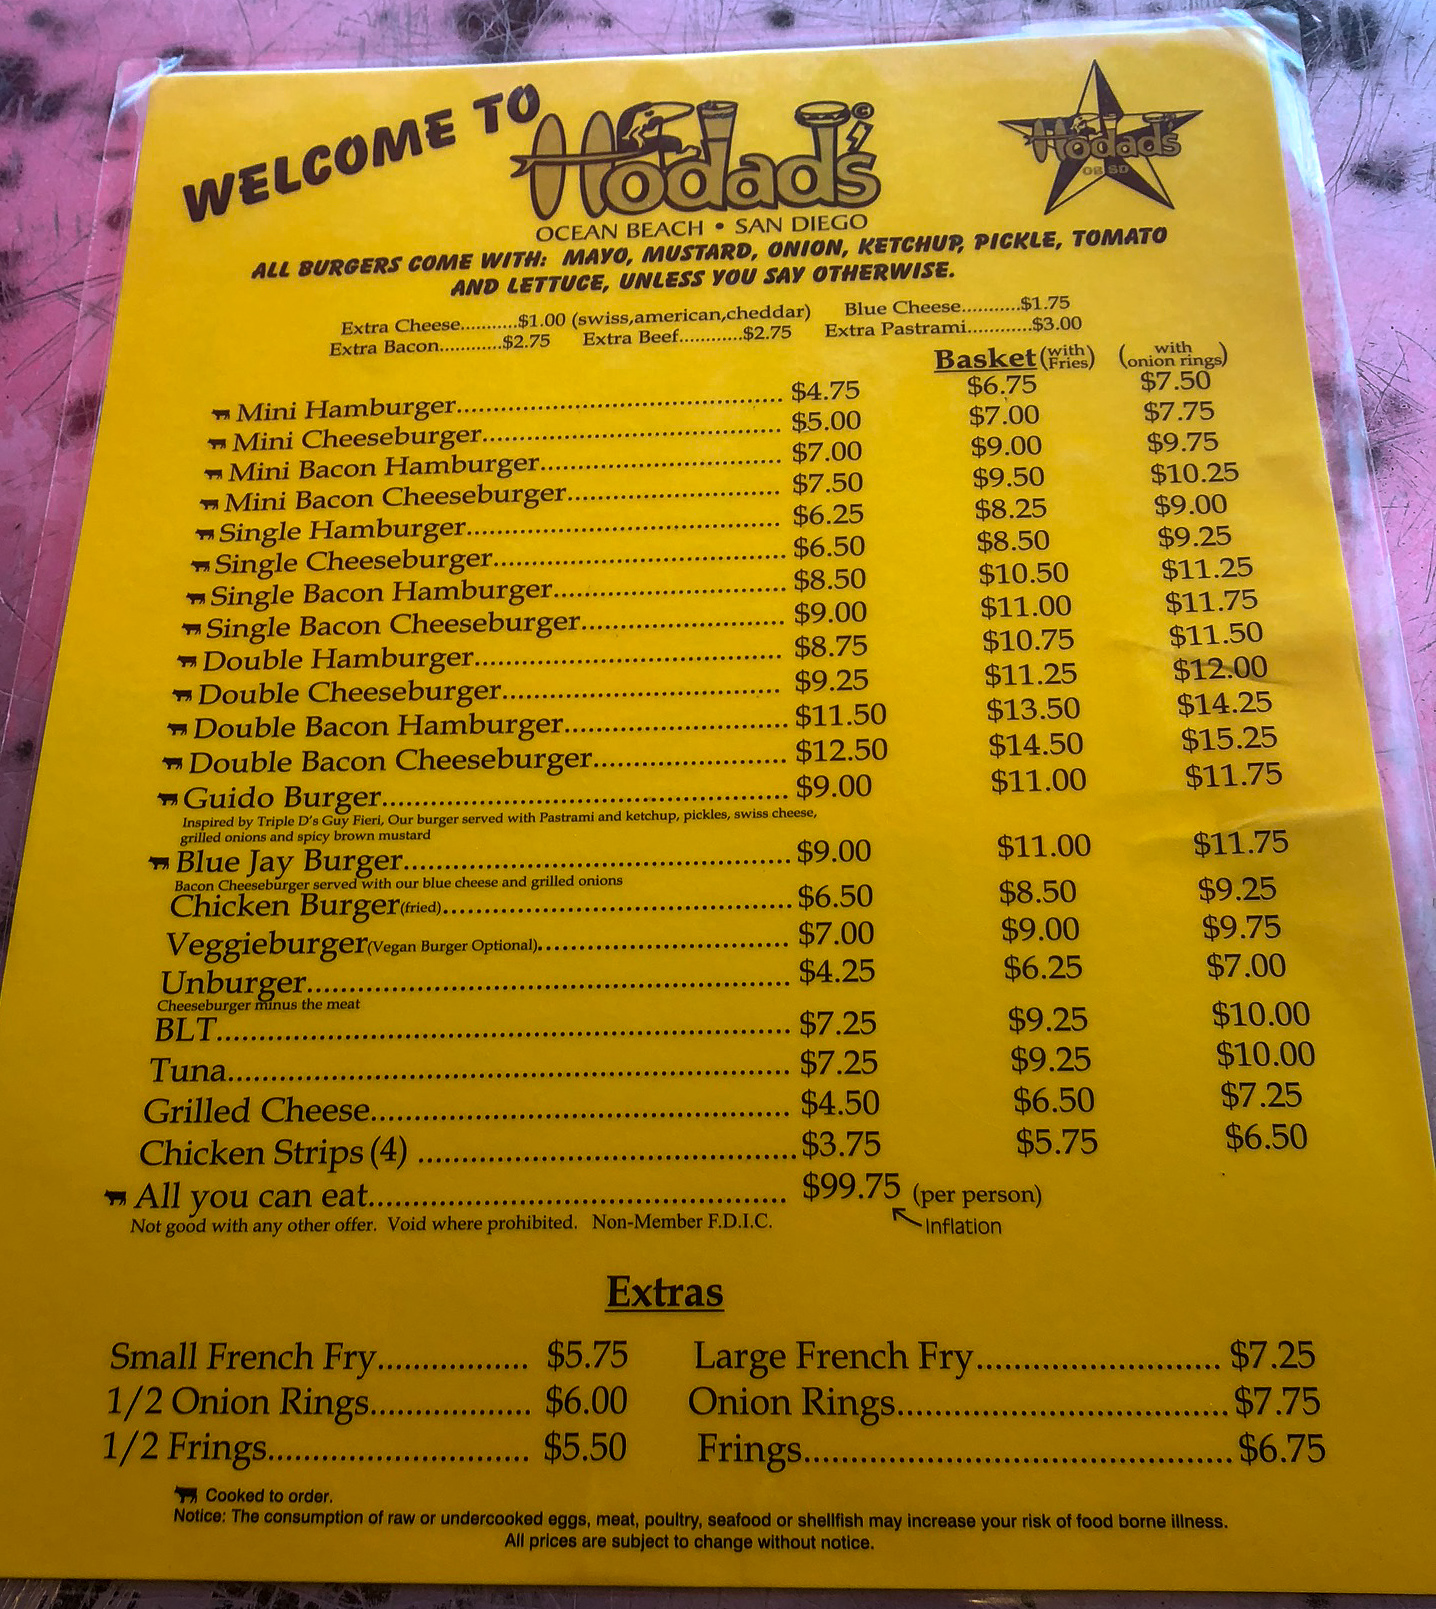 WELCOME TO Hodad's ©
OCEAN BEACH • SAN DIEGO
Hodad's
OB SD
ALL BURGERS COME WITH: MAYO, MUSTARD, ONION, KETCHUP, PICKLE, TOMATO
AND LETTUCE, UNLESS YOU SAY OTHERWISE.
Extra Cheese...........$1.00 (swiss,american,cheddar) Blue Cheese...........$1.75
Extra Bacon............$2.75 Extra Beef............$2.75 Extra Pastrami............$3.00
Basket (with Fries) (with onion rings)
Mini Hamburger.......... $4.75 $6.75 $7.50
Mini Cheeseburger.......... $5.00 $7.00 $7.75
Mini Bacon Hamburger.......... $7.00 $9.00 $9.75
Mini Bacon Cheeseburger.......... $7.50 $9.50 $10.25
Single Hamburger.......... $6.25 $8.25 $9.00
Single Cheeseburger.......... $6.50 $8.50 $9.25
Single Bacon Hamburger.......... $8.50 $10.50 $11.25
Single Bacon Cheeseburger.......... $9.00 $11.00 $11.75
Double Hamburger.......... $8.75 $10.75 $11.50
Double Cheeseburger.......... $9.25 $11.25 $12.00
Double Bacon Hamburger.......... $11.50 $13.50 $14.25
Double Bacon Cheeseburger.......... $12.50 $14.50 $15.25
Guido Burger.......... $9.00 $11.00 $11.75
Inspired by Triple D's Guy Fieri, Our burger served with Pastrami and ketchup, pickles, swiss cheese,
grilled onions and spicy brown mustard
Blue Jay Burger.......... $9.00 $11.00 $11.75
Bacon Cheeseburger served with our blue cheese and grilled onions
Chicken Burger(fried).......... $6.50 $8.50 $9.25
Veggieburger(Vegan Burger Optional).......... $7.00 $9.00 $9.75
Unburger.......... $4.25 $6.25 $7.00
Cheeseburger minus the meat
BLT.......... $7.25 $9.25 $10.00
Tuna.......... $7.25 $9.25 $10.00
Grilled Cheese.......... $4.50 $6.50 $7.25
Chicken Strips (4) .......... $3.75 $5.75 $6.50
All you can eat.......... $99.75 (per person)
Not good with any other offer. Void where prohibited. Non-Member F.D.I.C. Inflation
Extras
Small French Fry.......... $5.75 Large French Fry.......... $7.25
1/2 Onion Rings.......... $6.00 Onion Rings.......... $7.75
1/2 Frings.......... $5.50 Frings.......... $6.75
Cooked to order.
Notice: The consumption of raw or undercooked eggs, meat, poultry, seafood or shellfish may increase your risk of food borne illness.
All prices are subject to change without notice.